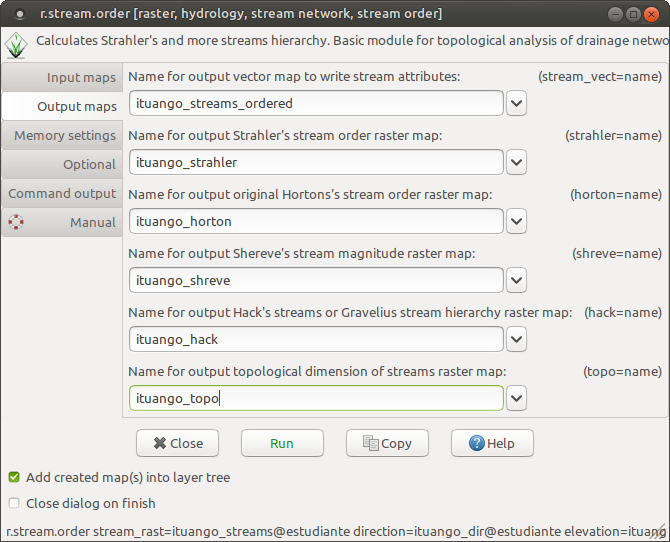 r.stream.order [raster, hydrology, stream network, stream order]
Calculates Strahler's and more streams hierarchy. Basic module for topological analysis of drainage netwo
Input maps
Output maps
Memory settings
Optional
Command output
Manual
Name for output vector map to write stream attributes: (stream_vect=name)
ituango_streams_ordered
Name for output Strahler's stream order raster map: (strahler=name)
ituango_strahler
Name for output original Hortons's stream order raster map: (horton=name)
ituango_horton
Name for output Shereve's stream magnitude raster map: (shreve=name)
ituango_shreve
Name for output Hack's streams or Gravelius stream hierarchy raster map: (hack=name)
ituango_hack
Name for output topological dimension of streams raster map: (topo=name)
ituango_topo
Close Run Copy Help
Add created map(s) into layer tree
Close dialog on finish
r.stream.order stream_rast=ituango_streams@estudiante direction=ituango_dir@estudiante elevation=ituang